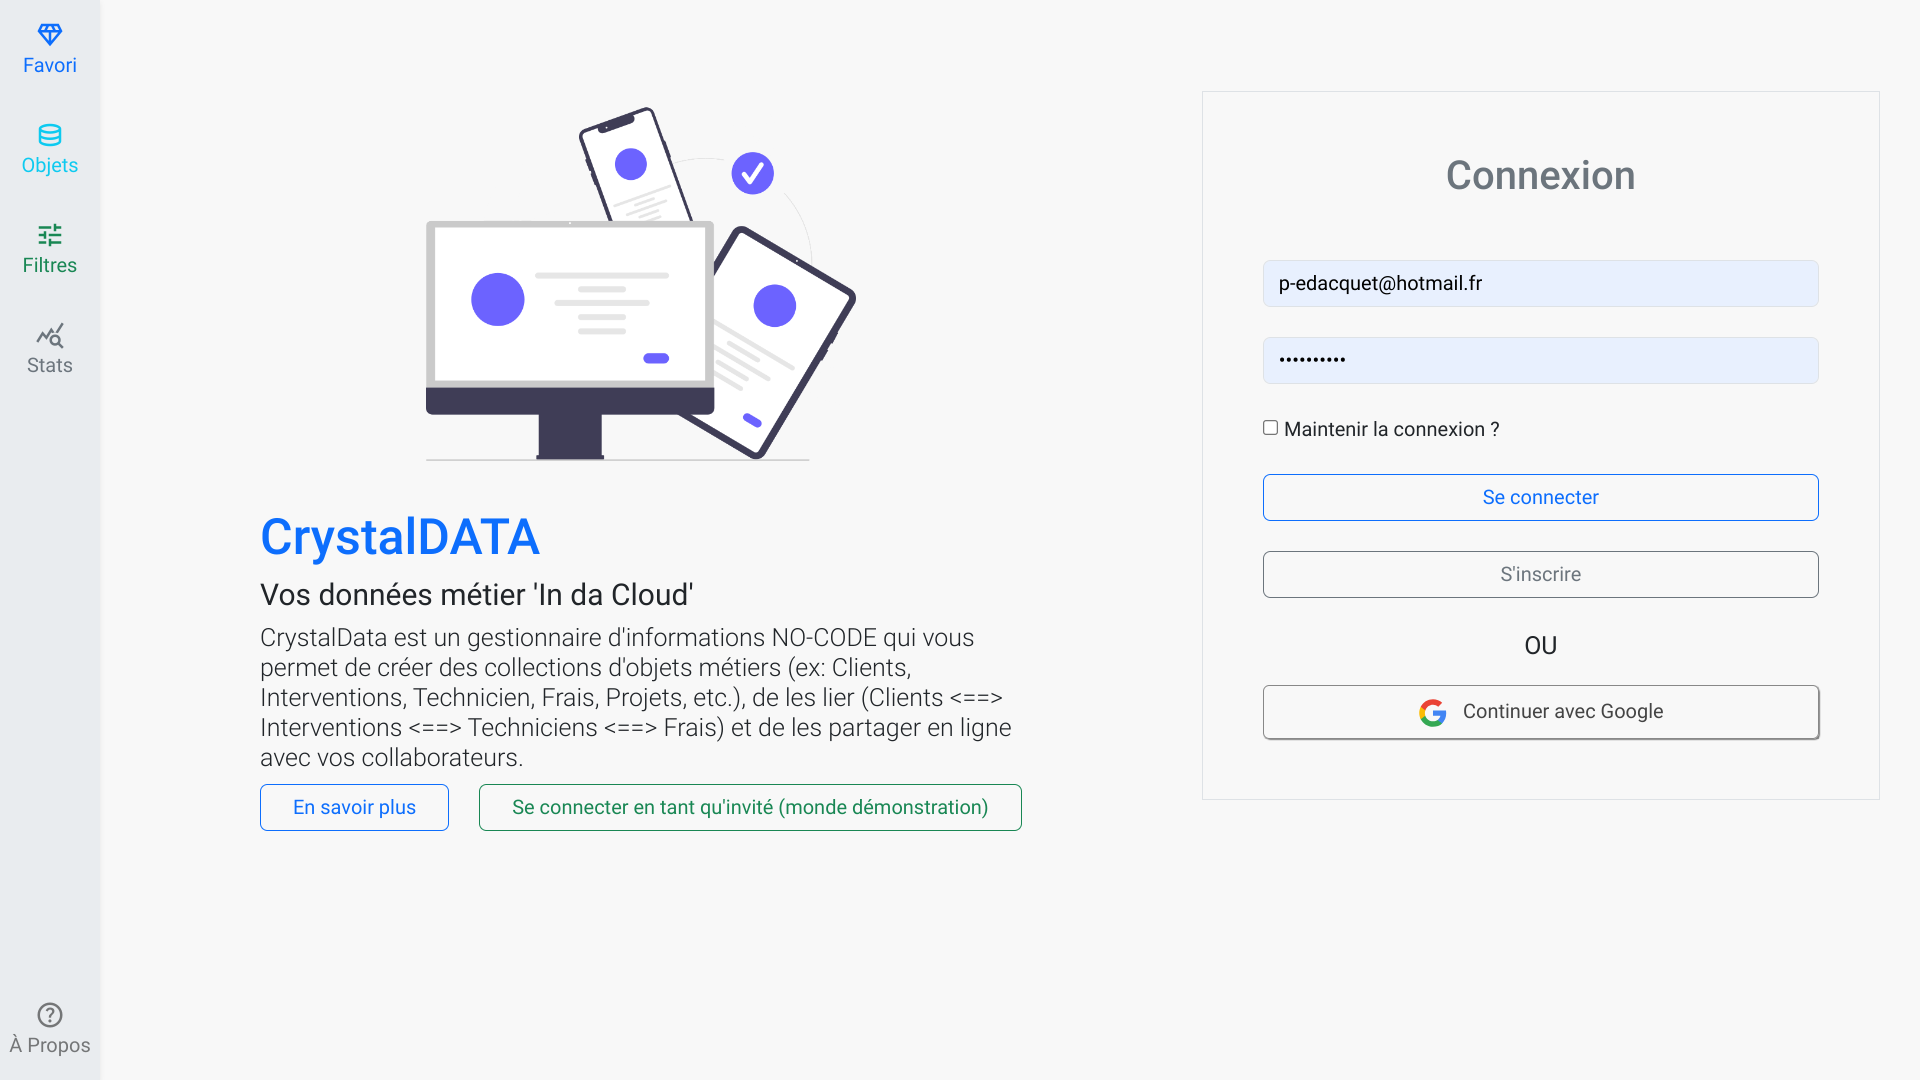 Favori
Objets
Filtres
Stats
À Propos
CrystalDATA
Vos données métier 'In da Cloud'
CrystalData est un gestionnaire d'informations NO-CODE qui vous
permet de créer des collections d'objets métiers (ex: Clients,
Interventions, Technicien, Frais, Projets, etc.), de les lier (Clients <==>
Interventions <==> Techniciens <==> Frais) et de les partager en ligne
avec vos collaborateurs.
En savoir plus
Se connecter en tant qu'invité (monde démonstration)
Connexion
p-edacquet@hotmail.fr
••••••••••
Maintenir la connexion ?
Se connecter
S'inscrire
OU
Continuer avec Google